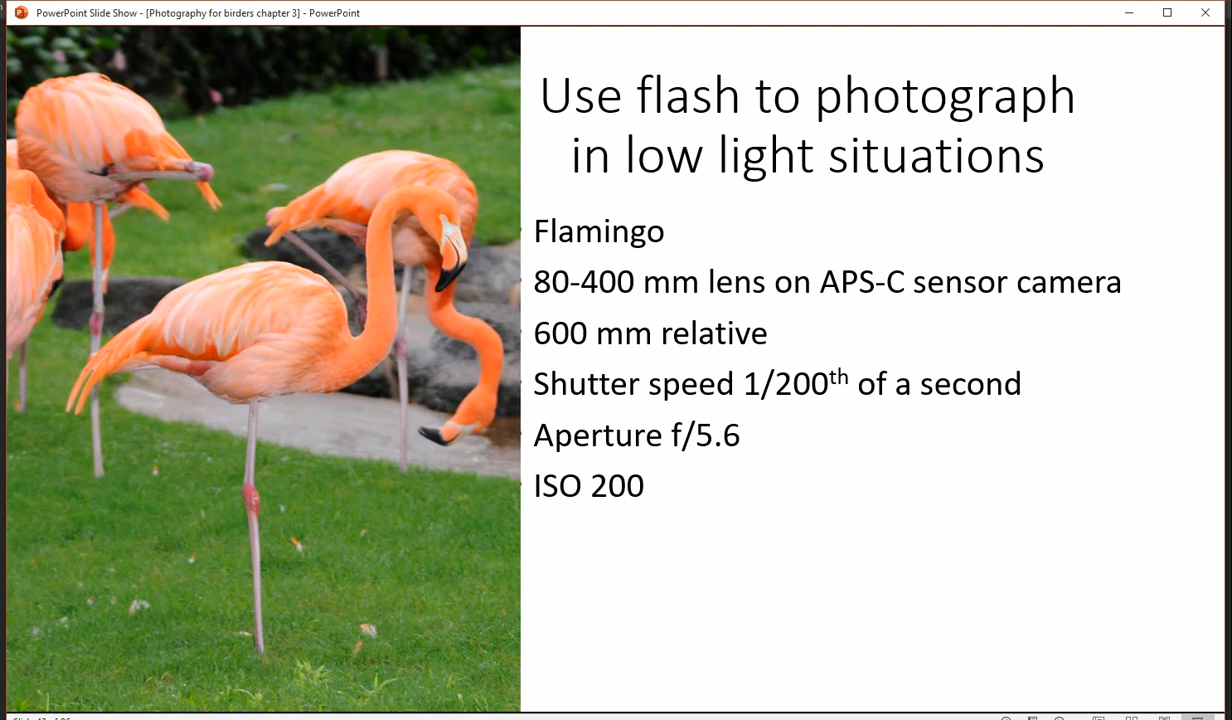 PowerPoint Slide Show - [Photography for birders chapter 3] - PowerPoint
Use flash to photograph
in low light situations
Flamingo
80-400 mm lens on APS-C sensor camera
600 mm relative
Shutter speed 1/200th of a second
Aperture f/5.6
ISO 200